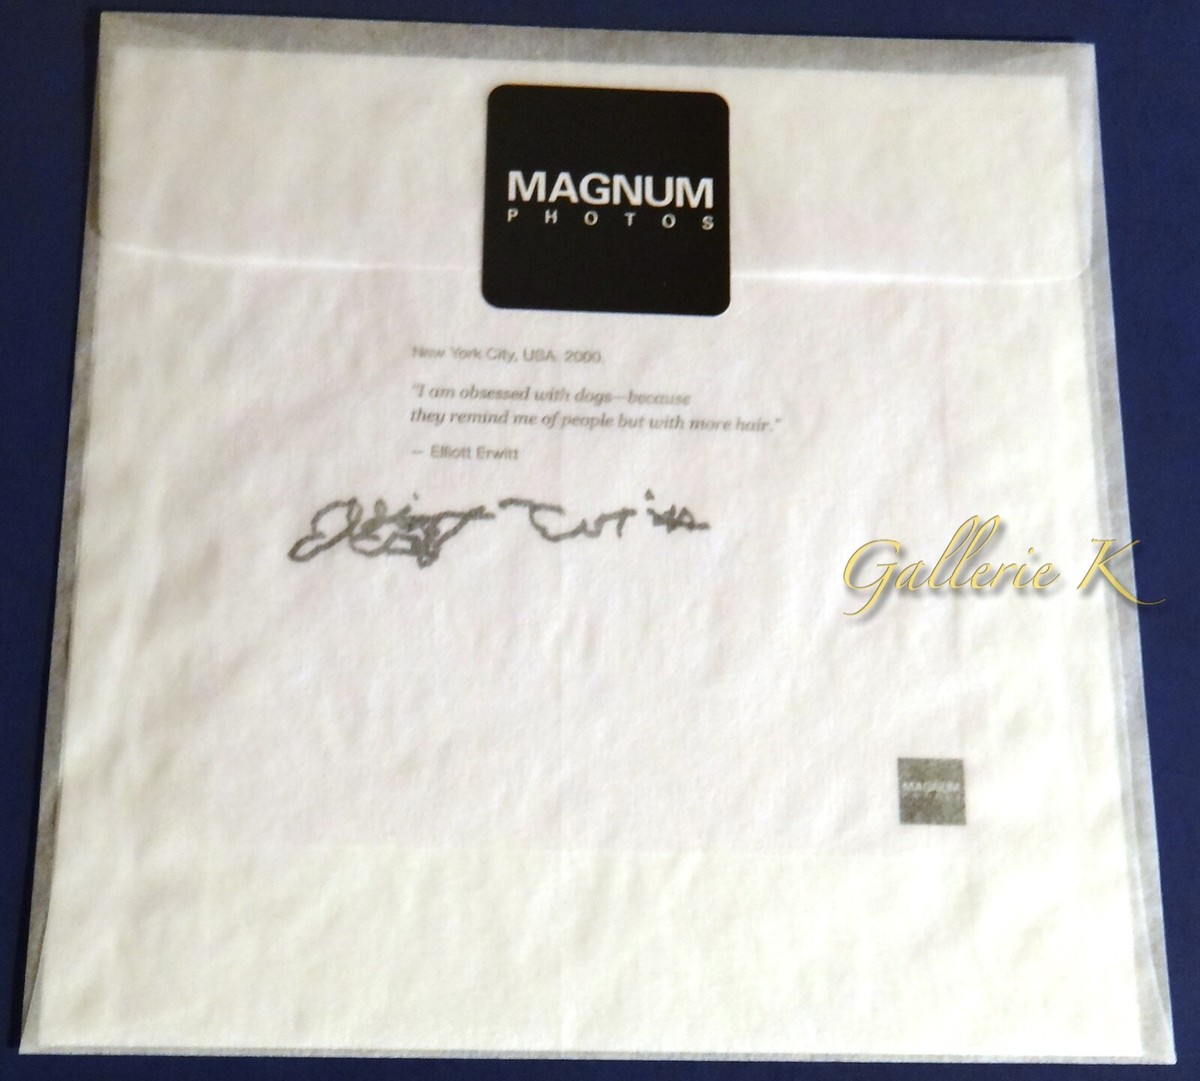 MAGNUM
PHOTOS
New York City, USA. 2000.
"I am obsessed with dogs—because
they remind me of people but with more hair."
— Elliott Erwitt
Gallerie K
MAGNUM